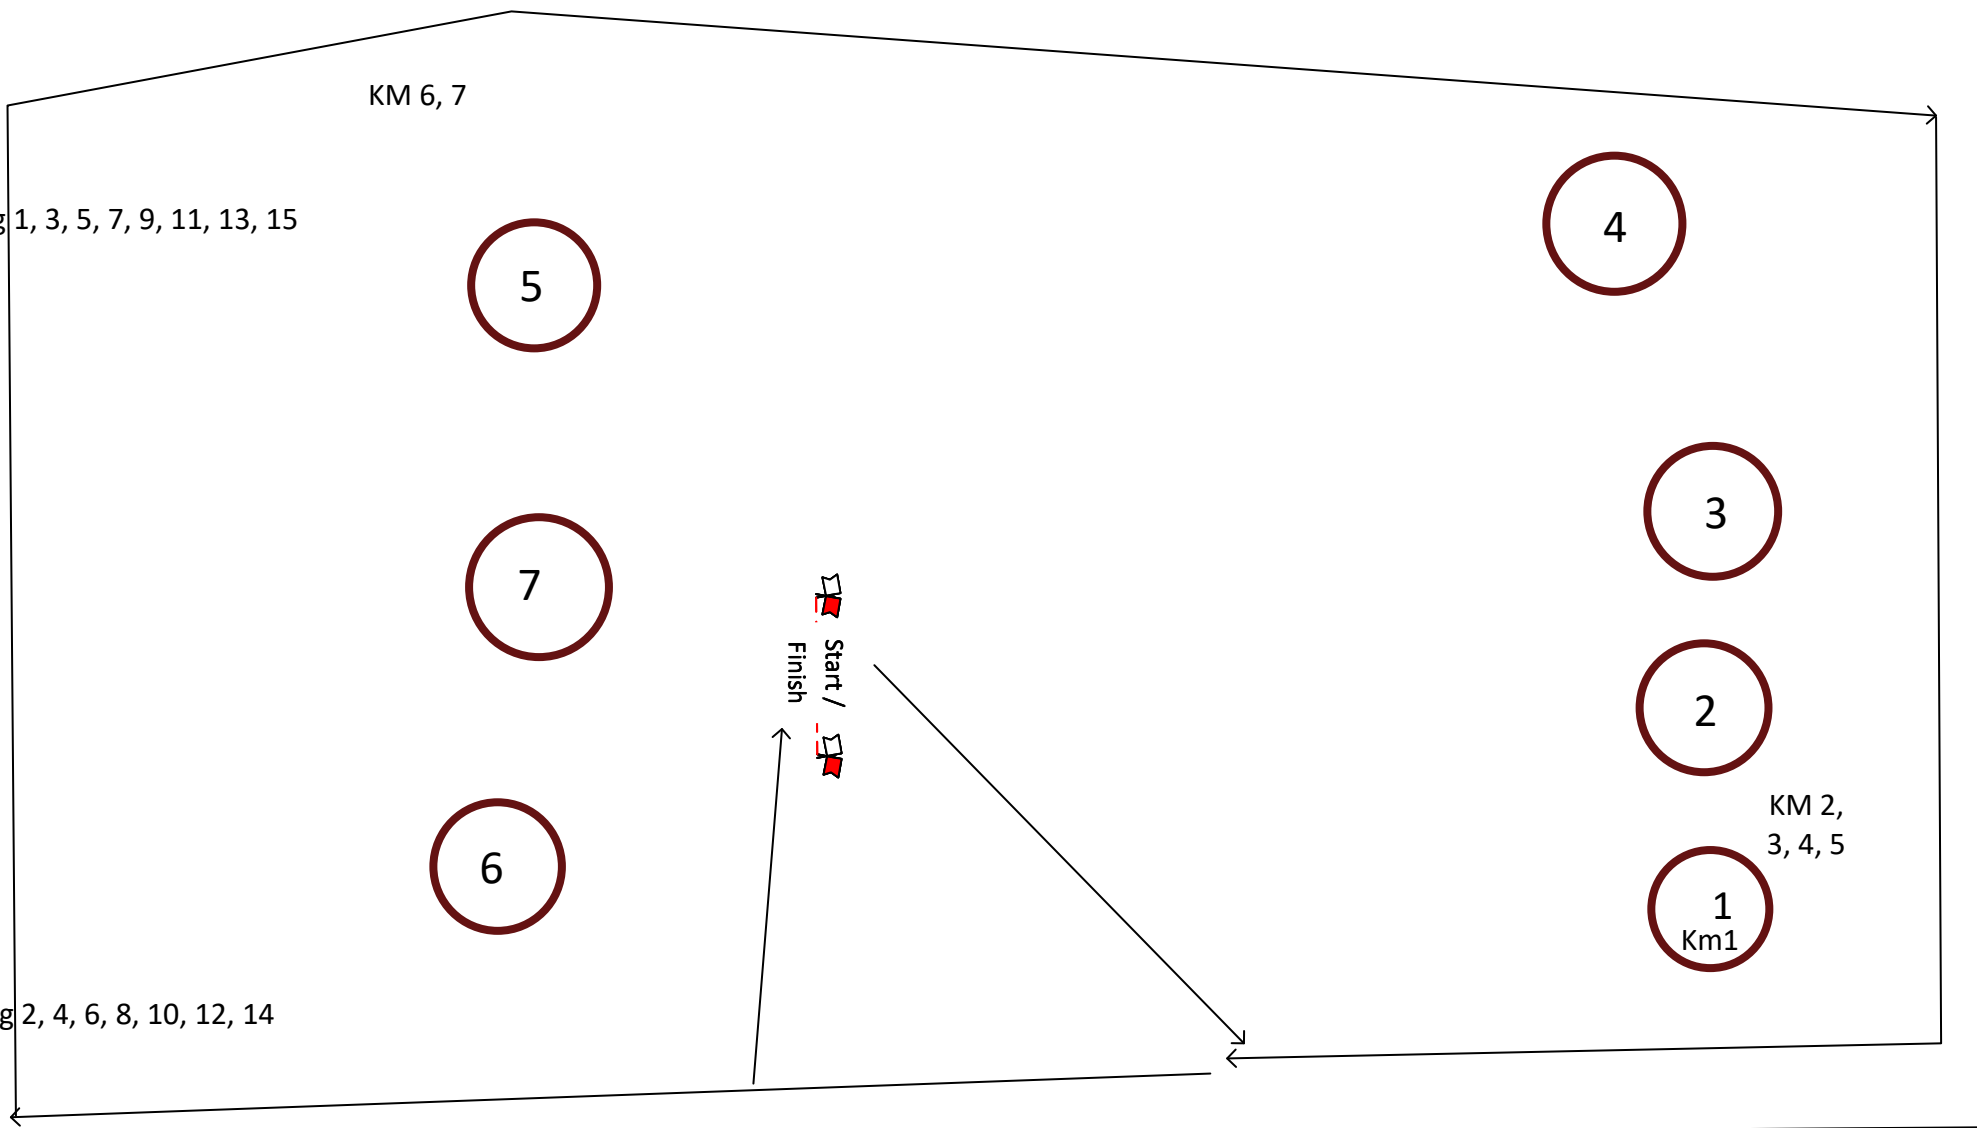 KM 6, 7
g 1, 3, 5, 7, 9, 11, 13, 15
4
5
3
7
Start /
Finish
2
KM 2,
3, 4, 5
6
1
Km1
g 2, 4, 6, 8, 10, 12, 14